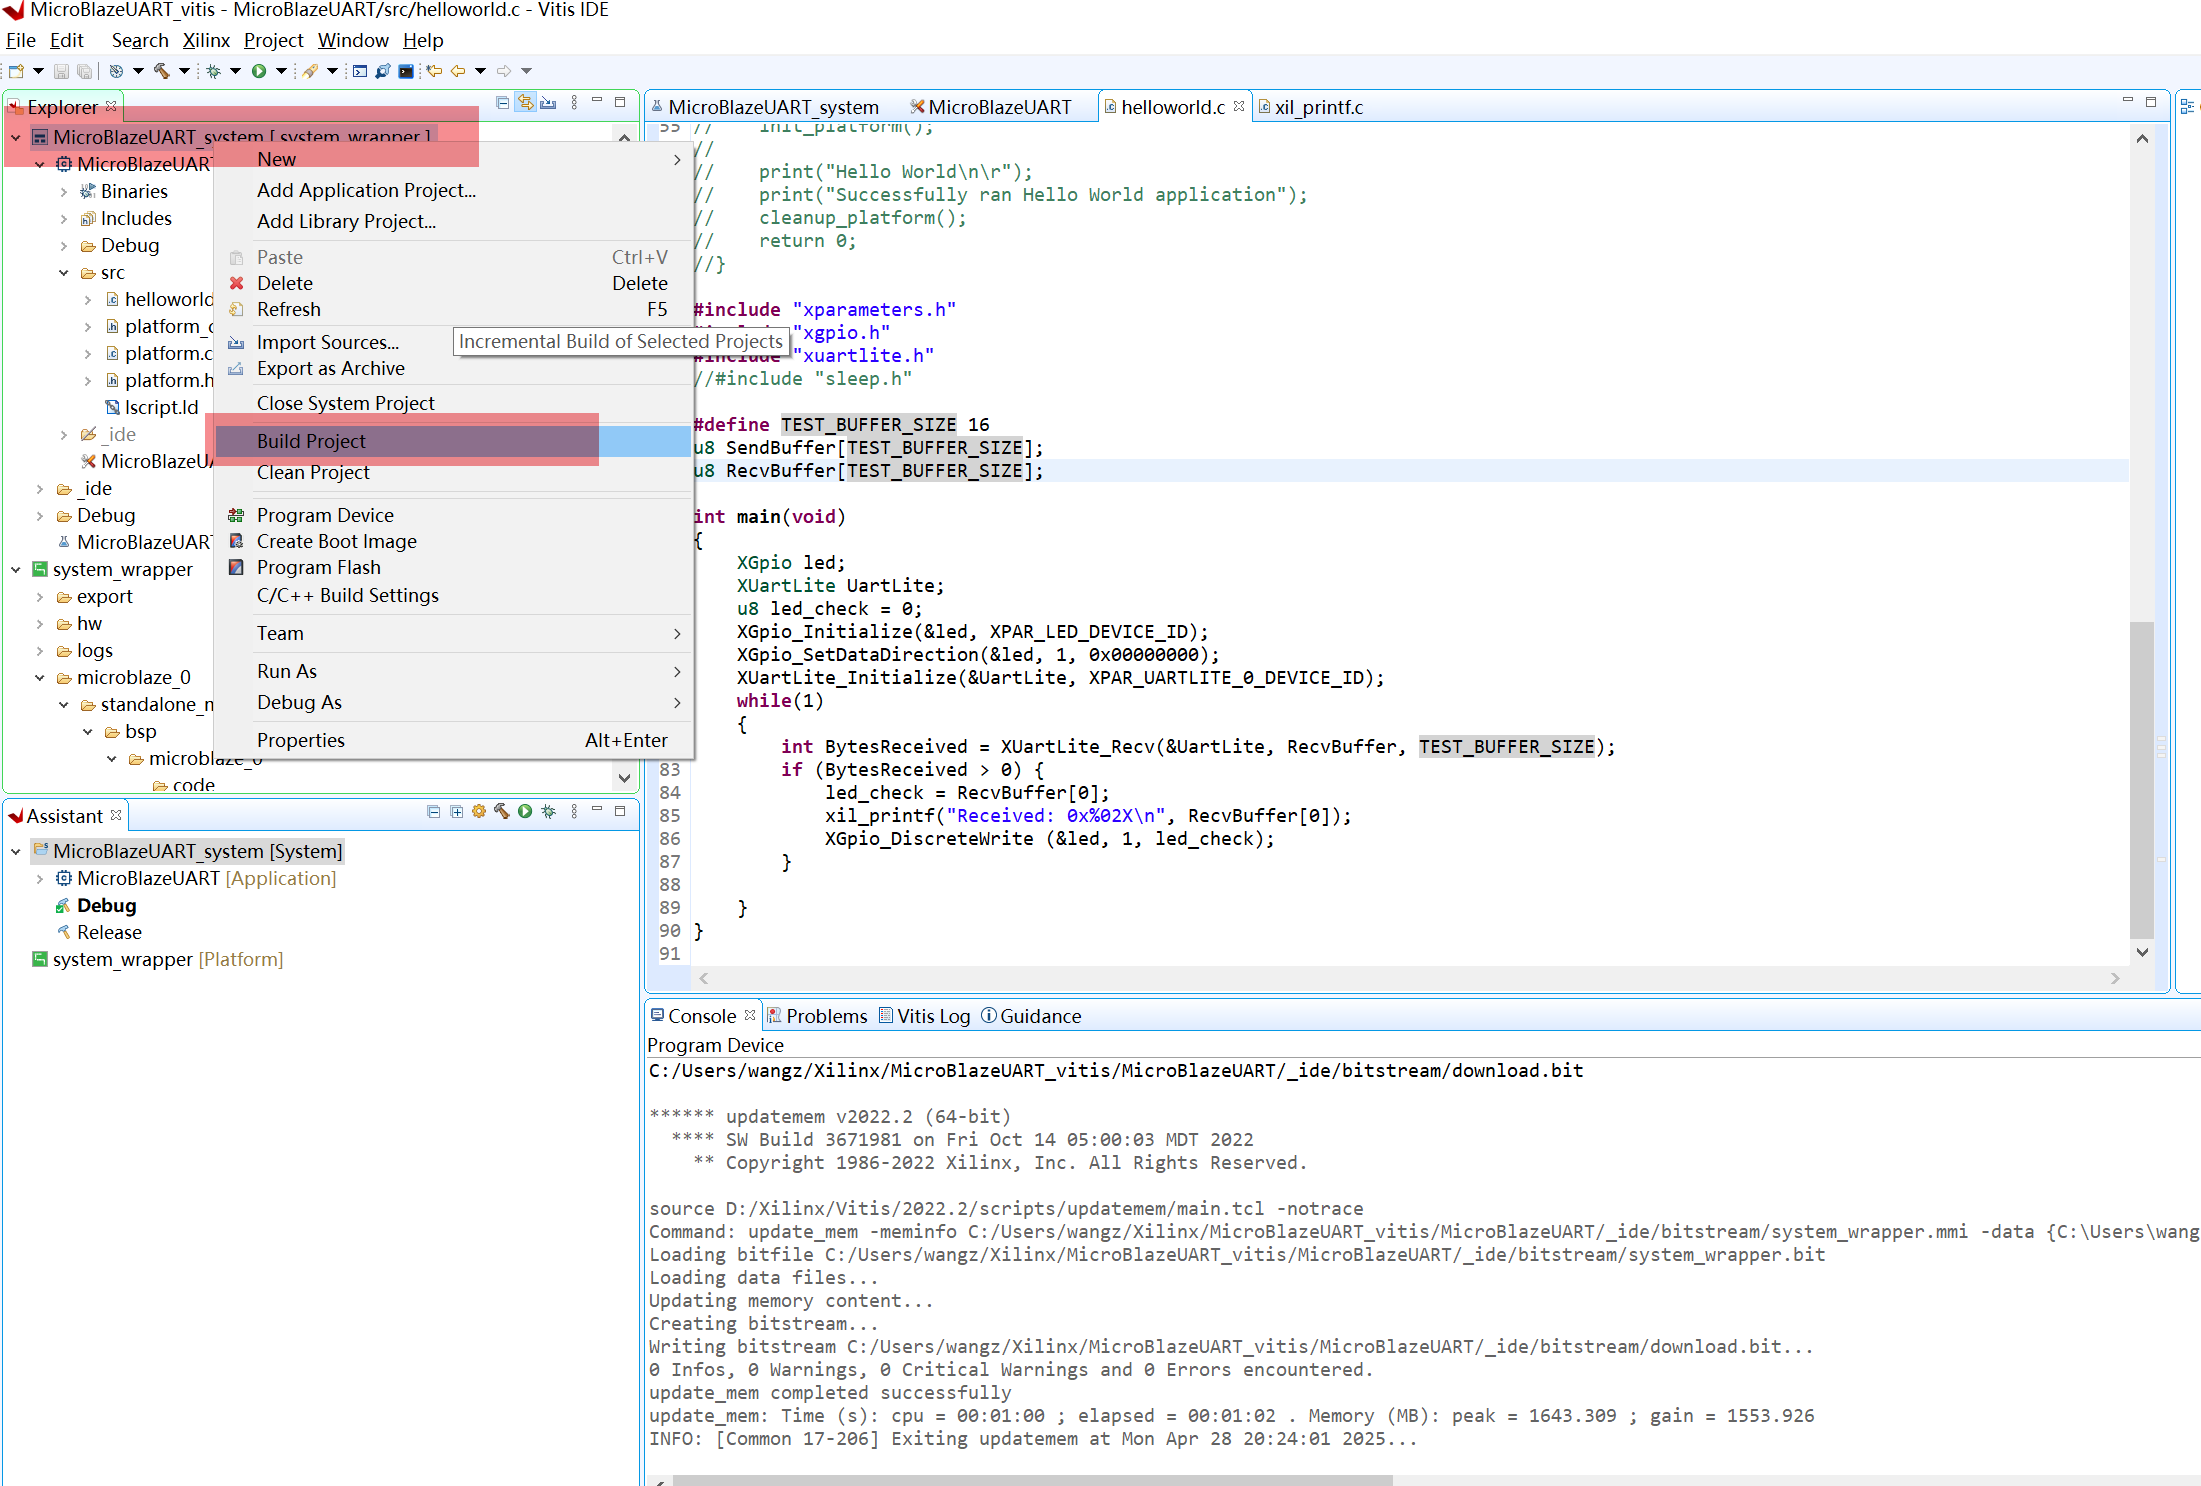 MicroBlazeUART_vitis - MicroBlazeUART/src/helloworld.c - Vitis IDE
File Edit Search Xilinx Project Window Help
Explorer
MicroBlazeUART_system [ system_wrapper ]
MicroBlazeUART
Binaries
Includes
Debug
src
helloworld
platform_c
platform.c
platform.h
lscript.ld
_ide
MicroBlazeUA
_ide
Debug
MicroBlazeUART
system_wrapper
export
hw
logs
microblaze_0
standalone_m
bsp
microblaze_0
code
New
Add Application Project...
Add Library Project...
Paste Ctrl+V
Delete Delete
Refresh F5
Import Sources...
Export as Archive
Close System Project
Build Project
Clean Project
Program Device
Create Boot Image
Program Flash
C/C++ Build Settings
Team
Run As
Debug As
Properties Alt+Enter
Incremental Build of Selected Projects
MicroBlazeUART_system MicroBlazeUART helloworld.c xil_printf.c
55 // init_platform();
//
// print("Hello World\n\r");
// print("Successfully ran Hello World application");
// cleanup_platform();
// return 0;
//}
#include "xparameters.h"
#include "xgpio.h"
#include "xuartlite.h"
//#include "sleep.h"
#define TEST_BUFFER_SIZE 16
u8 SendBuffer[TEST_BUFFER_SIZE];
u8 RecvBuffer[TEST_BUFFER_SIZE];
int main(void)
{
XGpio led;
XUartLite UartLite;
u8 led_check = 0;
XGpio_Initialize(&led, XPAR_LED_DEVICE_ID);
XGpio_SetDataDirection(&led, 1, 0x00000000);
XUartLite_Initialize(&UartLite, XPAR_UARTLITE_0_DEVICE_ID);
while(1)
{
int BytesReceived = XUartLite_Recv(&UartLite, RecvBuffer, TEST_BUFFER_SIZE);
83 if (BytesReceived > 0) {
84 led_check = RecvBuffer[0];
85 xil_printf("Received: 0x%02X\n", RecvBuffer[0]);
86 XGpio_DiscreteWrite (&led, 1, led_check);
87 }
88
89 }
90 }
91
Assistant
MicroBlazeUART_system [System]
MicroBlazeUART [Application]
Debug
Release
system_wrapper [Platform]
Console Problems Vitis Log Guidance
Program Device
C:/Users/wangz/Xilinx/MicroBlazeUART_vitis/MicroBlazeUART/_ide/bitstream/download.bit
****** updatemem v2022.2 (64-bit)
**** SW Build 3671981 on Fri Oct 14 05:00:03 MDT 2022
** Copyright 1986-2022 Xilinx, Inc. All Rights Reserved.
source D:/Xilinx/Vitis/2022.2/scripts/updatemem/main.tcl -notrace
Command: update_mem -meminfo C:/Users/wangz/Xilinx/MicroBlazeUART_vitis/MicroBlazeUART/_ide/bitstream/system_wrapper.mmi -data {C:\Users\wang
Loading bitfile C:/Users/wangz/Xilinx/MicroBlazeUART_vitis/MicroBlazeUART/_ide/bitstream/system_wrapper.bit
Loading data files...
Updating memory content...
Creating bitstream...
Writing bitstream C:/Users/wangz/Xilinx/MicroBlazeUART_vitis/MicroBlazeUART/_ide/bitstream/download.bit...
0 Infos, 0 Warnings, 0 Critical Warnings and 0 Errors encountered.
update_mem completed successfully
update_mem: Time (s): cpu = 00:01:00 ; elapsed = 00:01:02 . Memory (MB): peak = 1643.309 ; gain = 1553.926
INFO: [Common 17-206] Exiting updatemem at Mon Apr 28 20:24:01 2025...